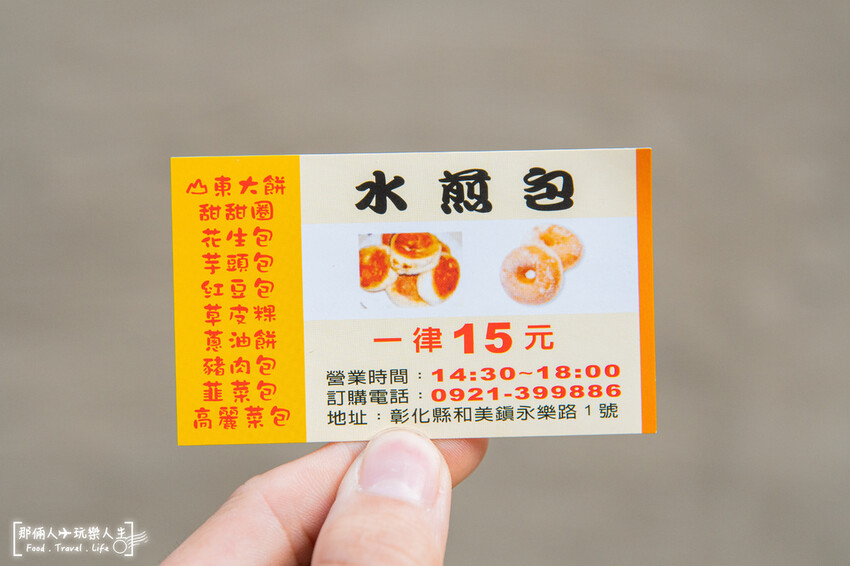 山東大餅
甜甜圈
花生包
芋頭包
紅豆包
草皮粿
蔥油餅
豬肉包
韭菜包
高麗菜包
水煎包
一律15元
營業時間：14:30~18:00
訂購電話：0921-399886
地址：彰化縣和美鎮永樂路1號
那倆人玩樂人生
Food . Travel . Life